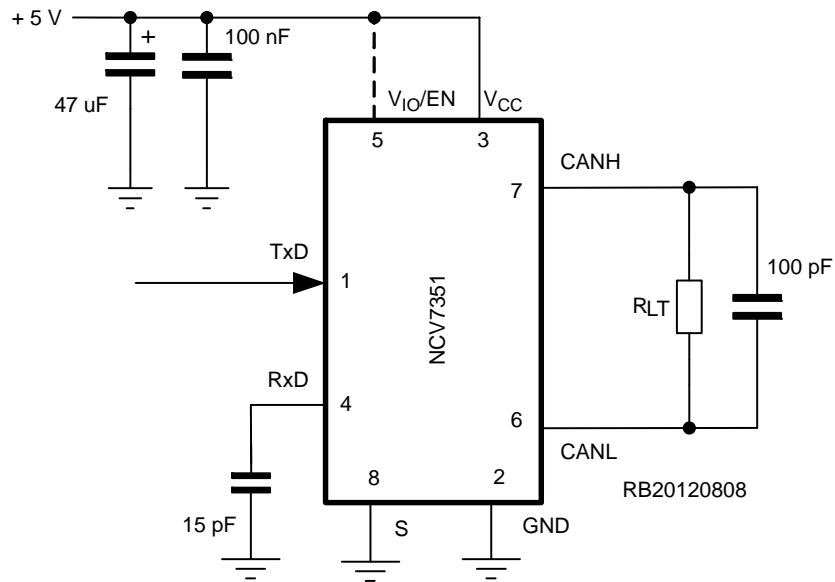 + 5 V
+
100 nF
47 uF
VIO/EN
VCC
5
3
CANH
7
TxD
1
NCV7351
100 pF
RLT
RxD
4
6
CANL
8
2
RB20120808
15 pF
S
GND